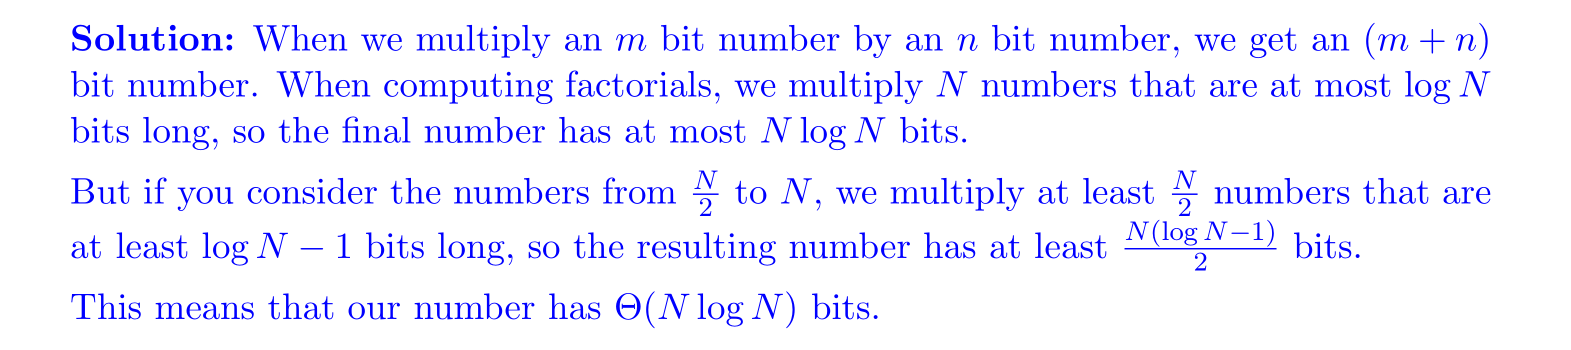 Solution: When we multiply an m bit number by an n bit number, we get an (m + n)
bit number. When computing factorials, we multiply N numbers that are at most log N
bits long, so the final number has at most N log N bits.
But if you consider the numbers from N/2 to N, we multiply at least N/2 numbers that are
at least log N − 1 bits long, so the resulting number has at least N(log N−1)/2 bits.
This means that our number has Θ(N log N) bits.